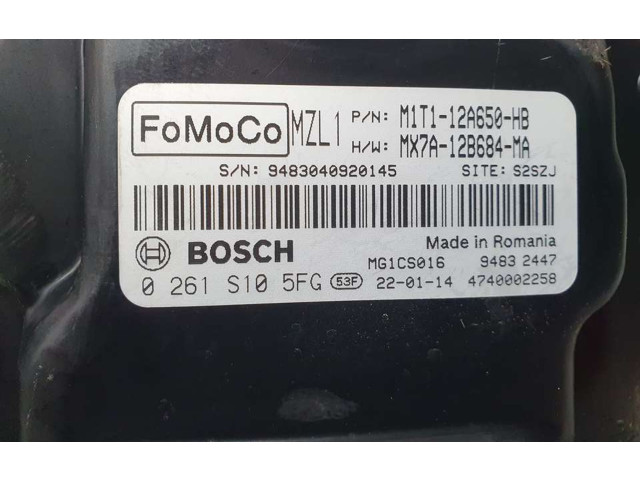 FoMoCo MZL1 P/N: M1T1-12A650-HB
H/W: MX7A-12B684-MA
S/N: 9483040920145 SITE: S2SZJ
BOSCH Made in Romania
MG1CS016 9483 2447
0 261 S10 5FG 53F 22-01-14 4740002258